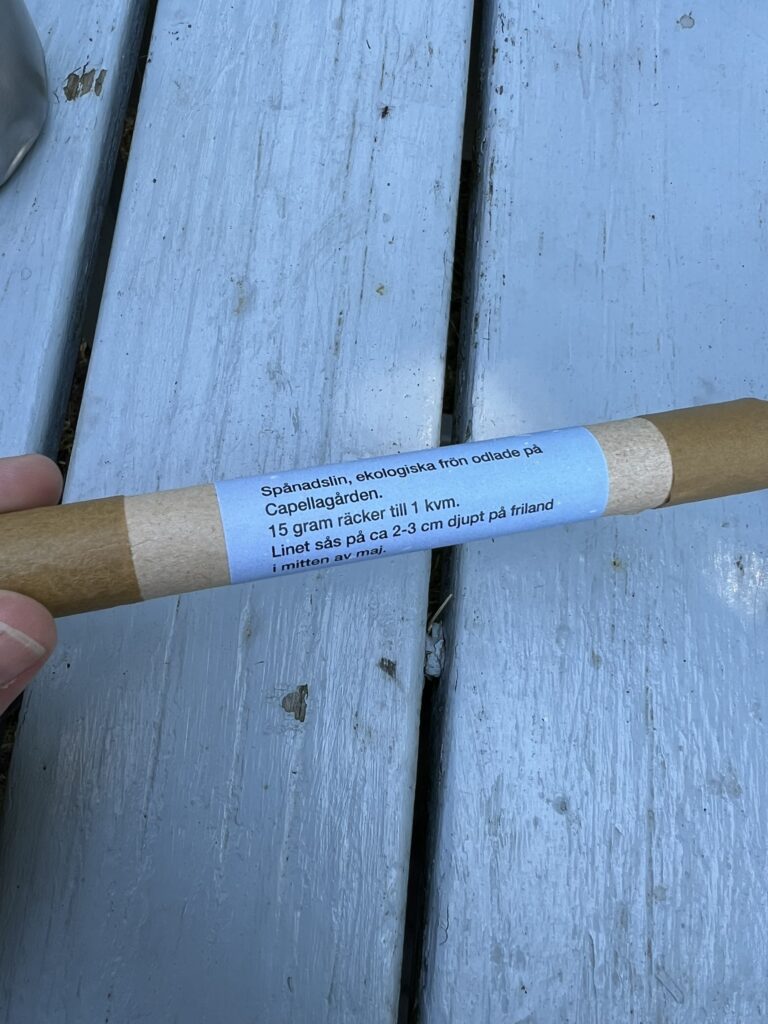 Spånadslin, ekologiska frön odlade på
Capellagården.
15 gram räcker till 1 kvm.
Linet sås på ca 2-3 cm djupt på friland
i mitten av maj.